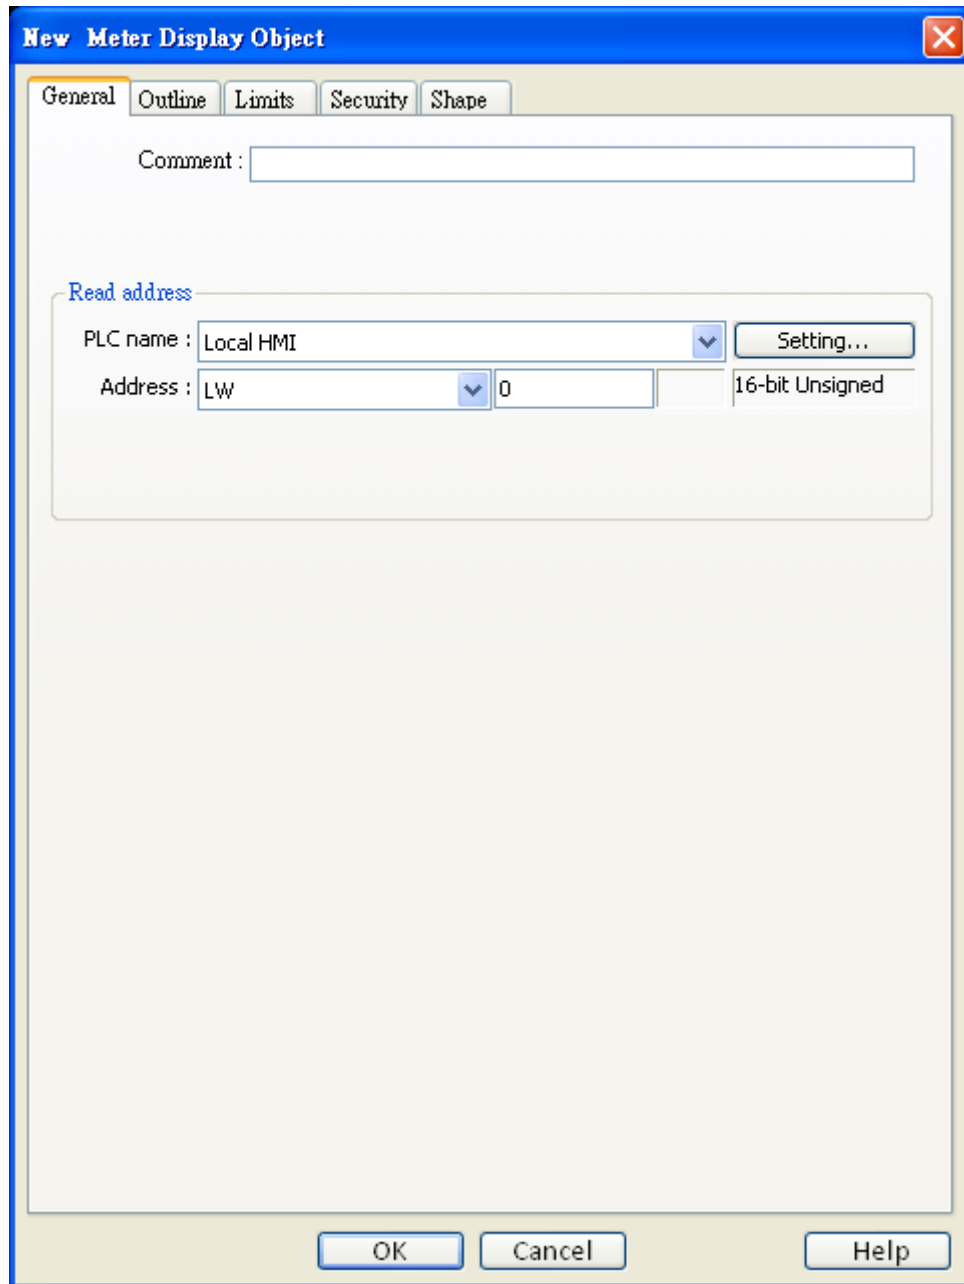 New Meter Display Object
General Outline Limits Security Shape
Comment :
Read address
PLC name : Local HMI Setting...
Address : LW 0 16-bit Unsigned
OK Cancel Help